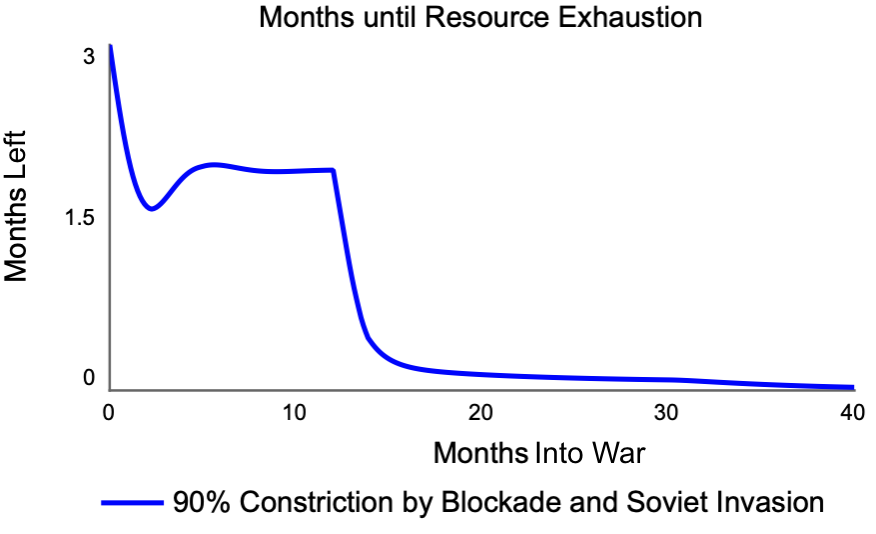 Months until Resource Exhaustion
Months Left
3
1.5
0
0 10 20 30 40
Months Into War
90% Constriction by Blockade and Soviet Invasion